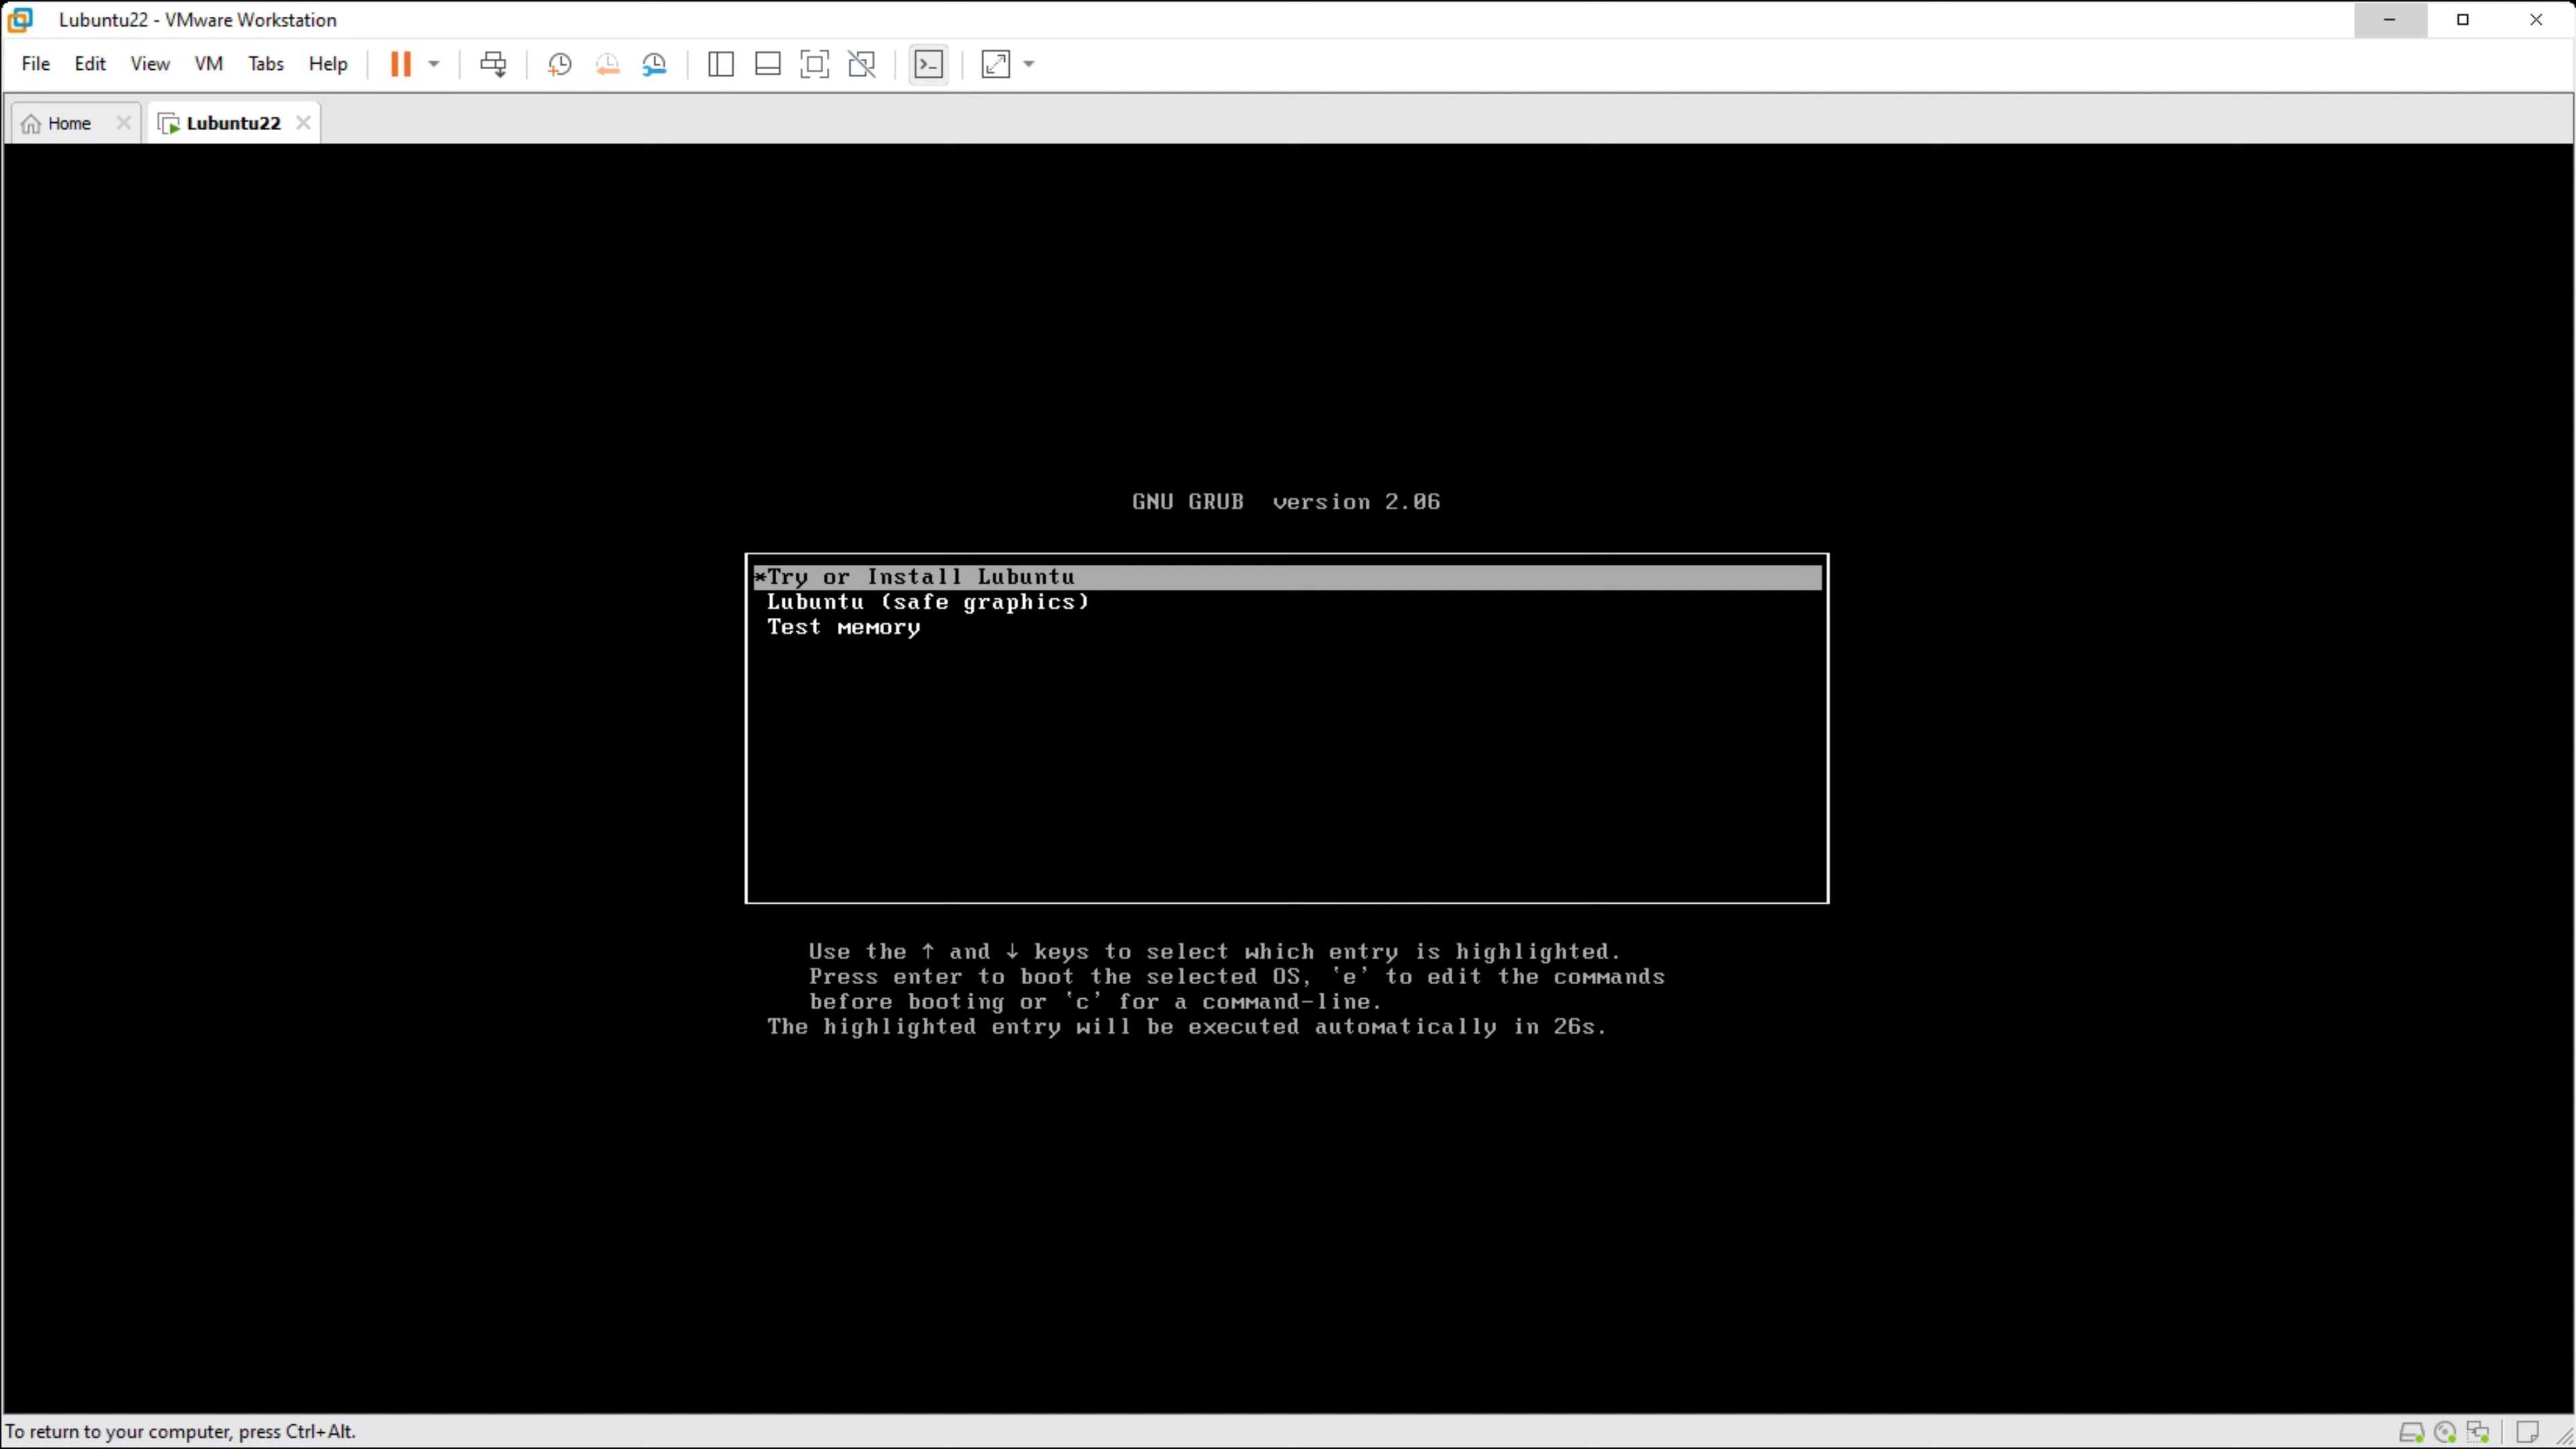 Lubuntu22 - VMware Workstation
File Edit View VM Tabs Help
Home Lubuntu22
GNU GRUB version 2.06
*Try or Install Lubuntu
Lubuntu (safe graphics)
Test memory
Use the ↑ and ↓ keys to select which entry is highlighted.
Press enter to boot the selected OS, `e' to edit the commands
before booting or `c' for a command-line.
The highlighted entry will be executed automatically in 26s.
To return to your computer, press Ctrl+Alt.